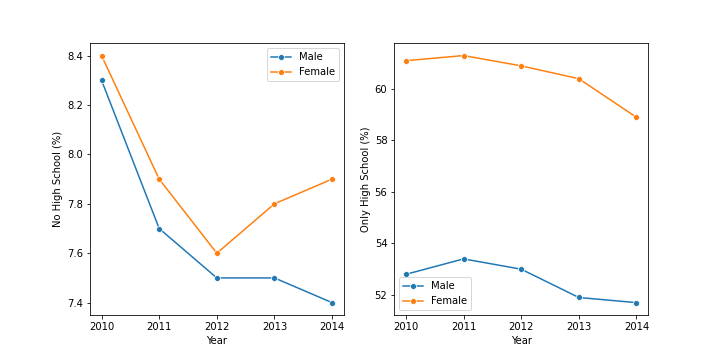 No High School (%)
8.4
8.2
8.0
7.8
7.6
7.4
Male
Female
2010 2011 2012 2013 2014
Year
Only High School (%)
60
58
56
54
52
Male
Female
2010 2011 2012 2013 2014
Year